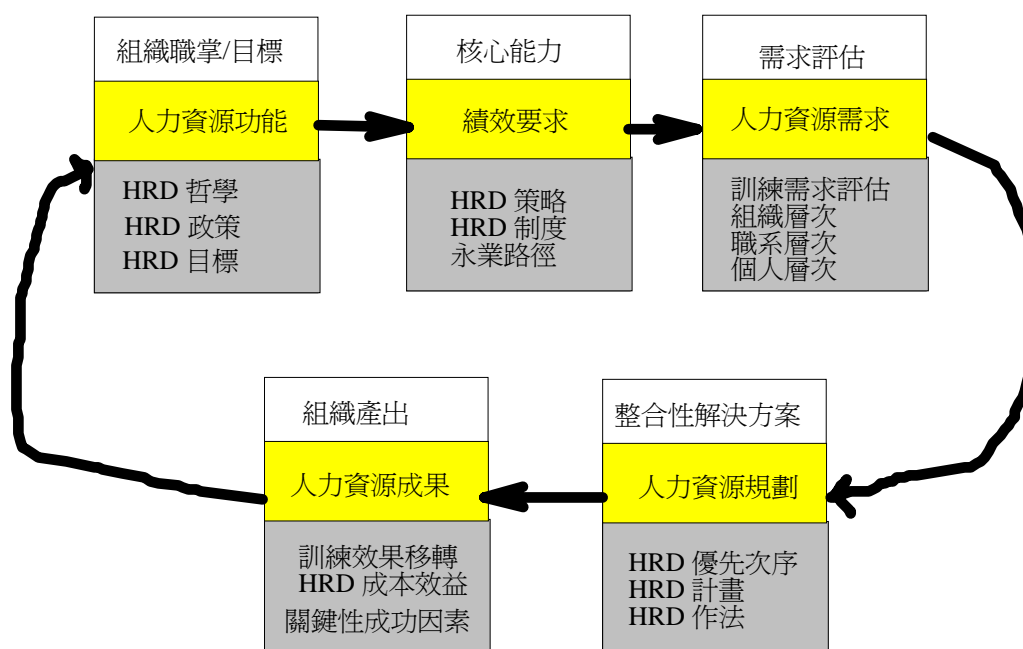 組織職掌/目標
人力資源功能
HRD 哲學
HRD 政策
HRD 目標
核心能力
績效要求
HRD 策略
HRD 制度
永業路徑
需求評估
人力資源需求
訓練需求評估
組織層次
職系層次
個人層次
整合性解決方案
人力資源規劃
HRD 優先次序
HRD 計畫
HRD 作法
組織產出
人力資源成果
訓練效果移轉
HRD 成本效益
關鍵性成功因素